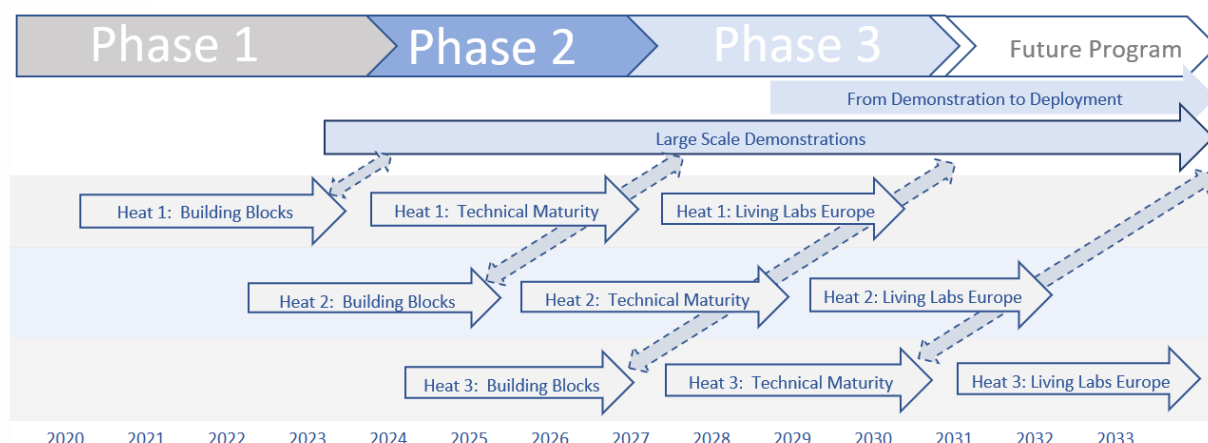 Phase 1
Phase 2
Phase 3
Future Program
From Demonstration to Deployment
Large Scale Demonstrations
Heat 1: Building Blocks
Heat 1: Technical Maturity
Heat 1: Living Labs Europe
Heat 2: Building Blocks
Heat 2: Technical Maturity
Heat 2: Living Labs Europe
Heat 3: Building Blocks
Heat 3: Technical Maturity
Heat 3: Living Labs Europe
2020 2021 2022 2023 2024 2025 2026 2027 2028 2029 2030 2031 2032 2033